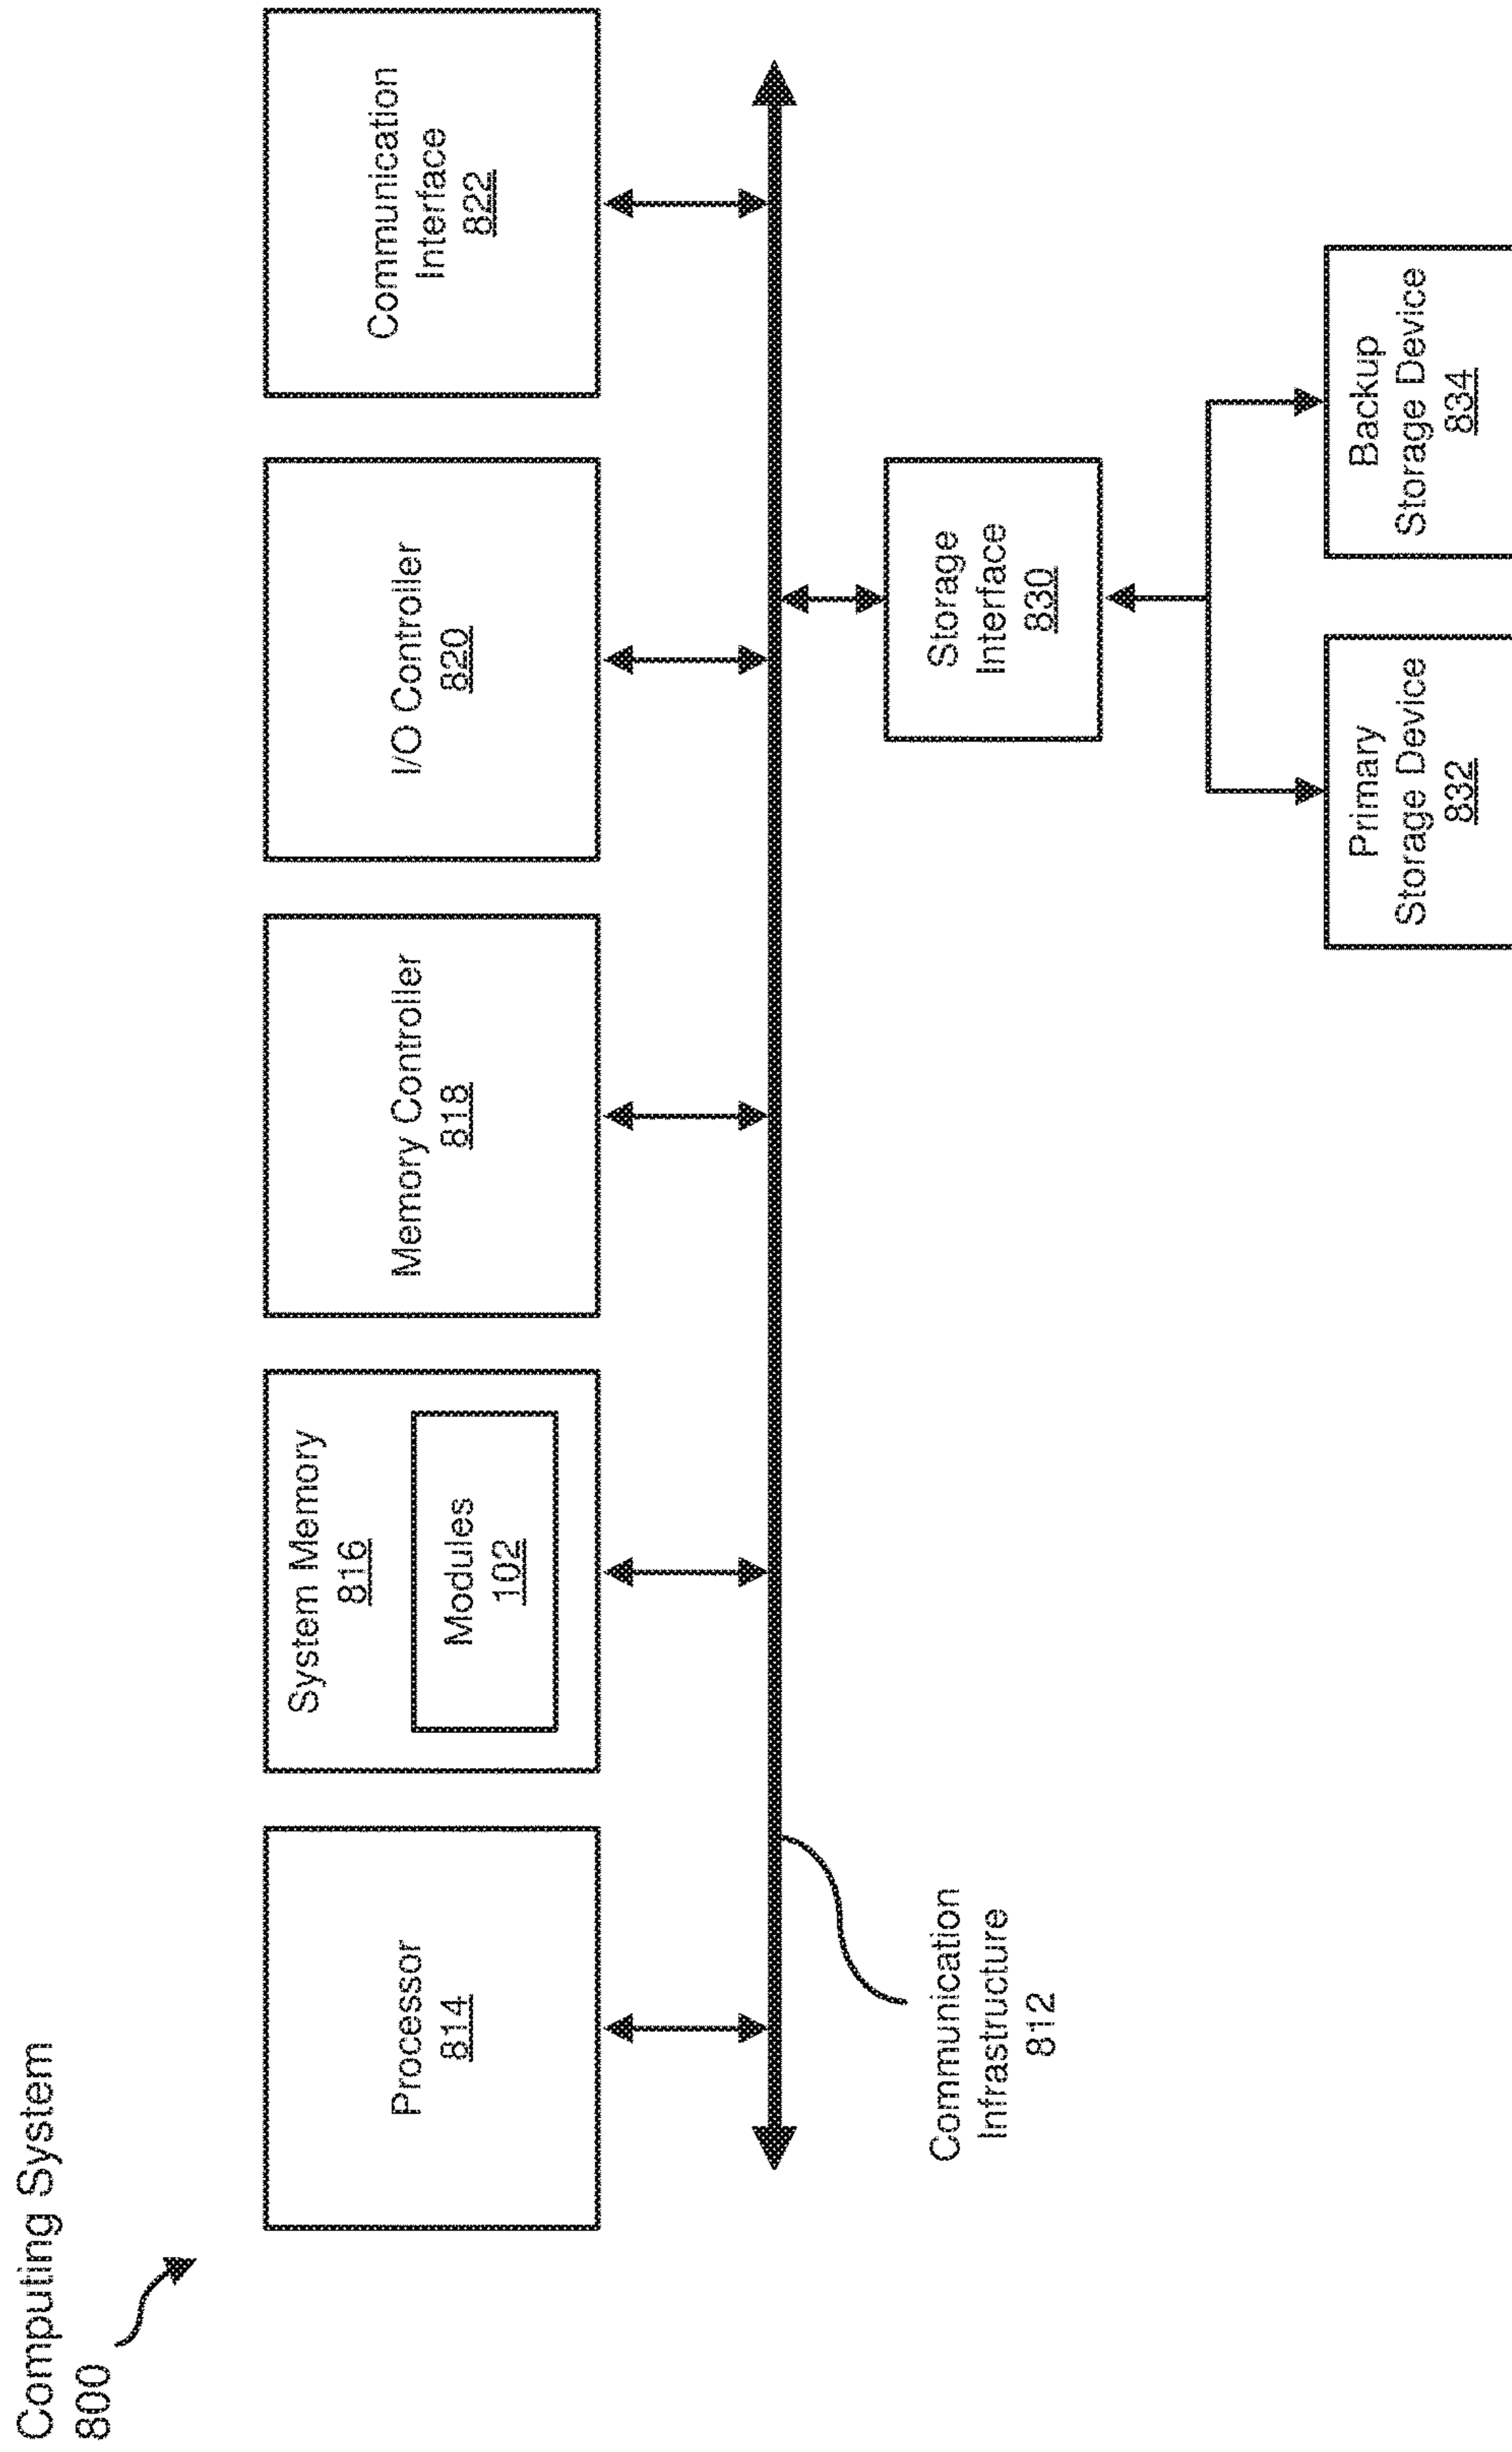 Computing System
800
Processor
814
System Memory
816
Modules
102
Memory Controller
818
I/O Controller
820
Communication
Interface
822
Communication
Infrastructure
812
Storage
Interface
830
Primary
Storage Device
832
Backup
Storage Device
834